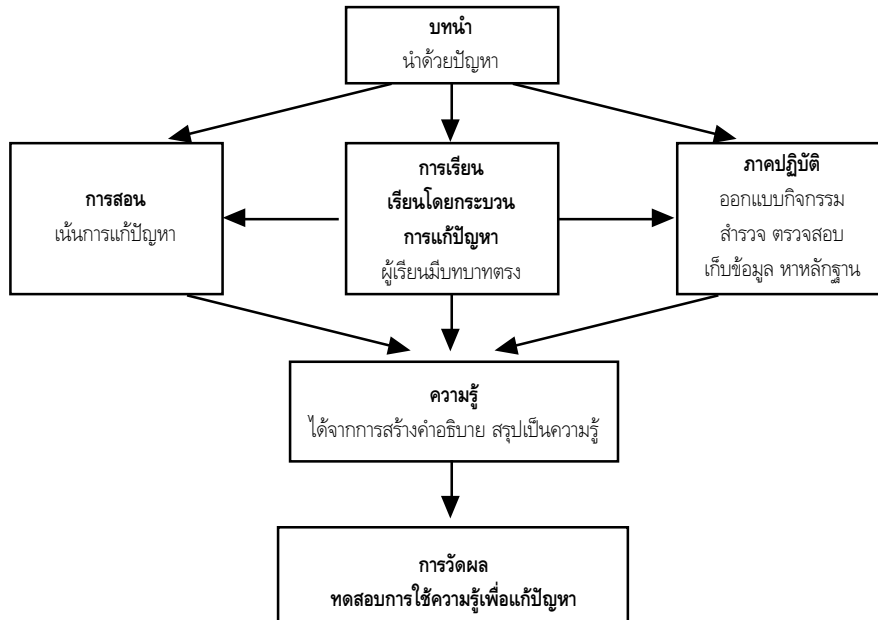 บทนำ
นำด้วยปัญหา
การสอน
เน้นการแก้ปัญหา
การเรียน
เรียนโดยกระบวน
การแก้ปัญหา
ผู้เรียนมีบทบาทตรง
ภาคปฏิบัติ
ออกแบบกิจกรรม
สำรวจ ตรวจสอบ
เก็บข้อมูล หาหลักฐาน
ความรู้
ได้จากการสร้างคำอธิบาย สรุปเป็นความรู้
การวัดผล
ทดสอบการใช้ความรู้เพื่อแก้ปัญหา